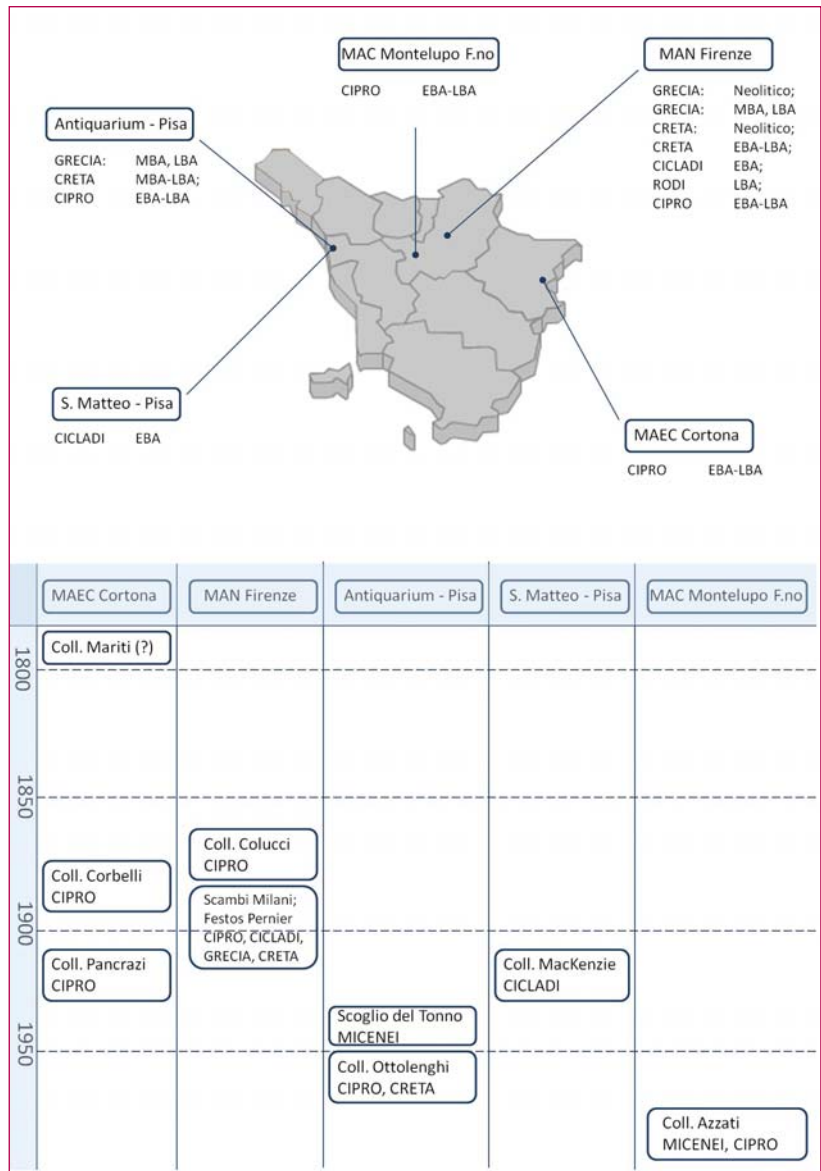 MAC Montelupo F.no
CIPRO EBA-LBA
MAN Firenze
GRECIA: Neolitico;
GRECIA: MBA, LBA
CRETA: Neolitico;
CRETA EBA-LBA;
CICLADI EBA;
RODI LBA;
CIPRO EBA-LBA
Antiquarium - Pisa
GRECIA: MBA, LBA
CRETA MBA-LBA;
CIPRO EBA-LBA
S. Matteo - Pisa
CICLADI EBA
MAEC Cortona
CIPRO EBA-LBA
MAEC Cortona
MAN Firenze
Antiquarium - Pisa
S. Matteo - Pisa
MAC Montelupo F.no
Coll. Mariti (?)
1800
1850
Coll. Colucci
CIPRO
Coll. Corbelli
CIPRO
Scambi Milani;
Festos Pernier
CIPRO, CICLADI,
GRECIA, CRETA
1900
Coll. Pancrazi
CIPRO
Coll. MacKenzie
CICLADI
Scoglio del Tonno
MICENEI
1950
Coll. Ottolenghi
CIPRO, CRETA
Coll. Azzati
MICENEI, CIPRO